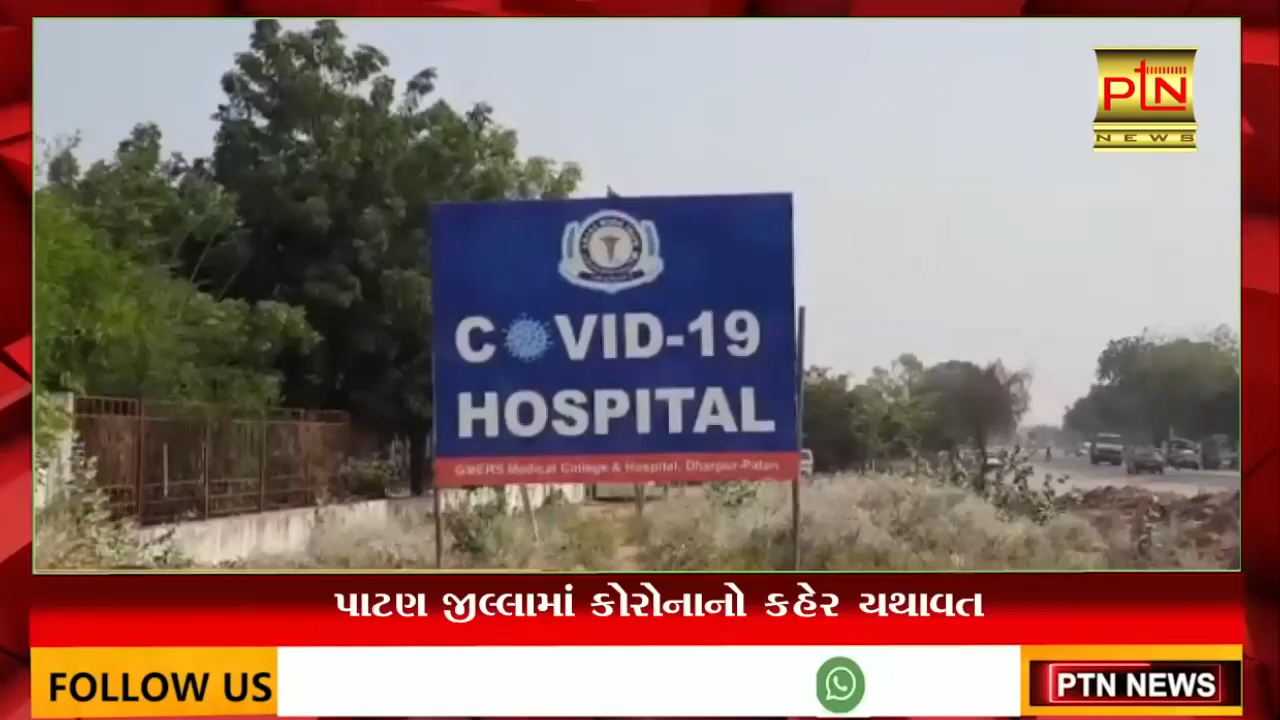 PTN
NEWS
COVID-19
HOSPITAL
GMERS Medical College & Hospital, Dharpur-Patan
પાટણ જીલ્લામાં કોરોનાનો કહેર યથાવત
FOLLOW US
PTN NEWS